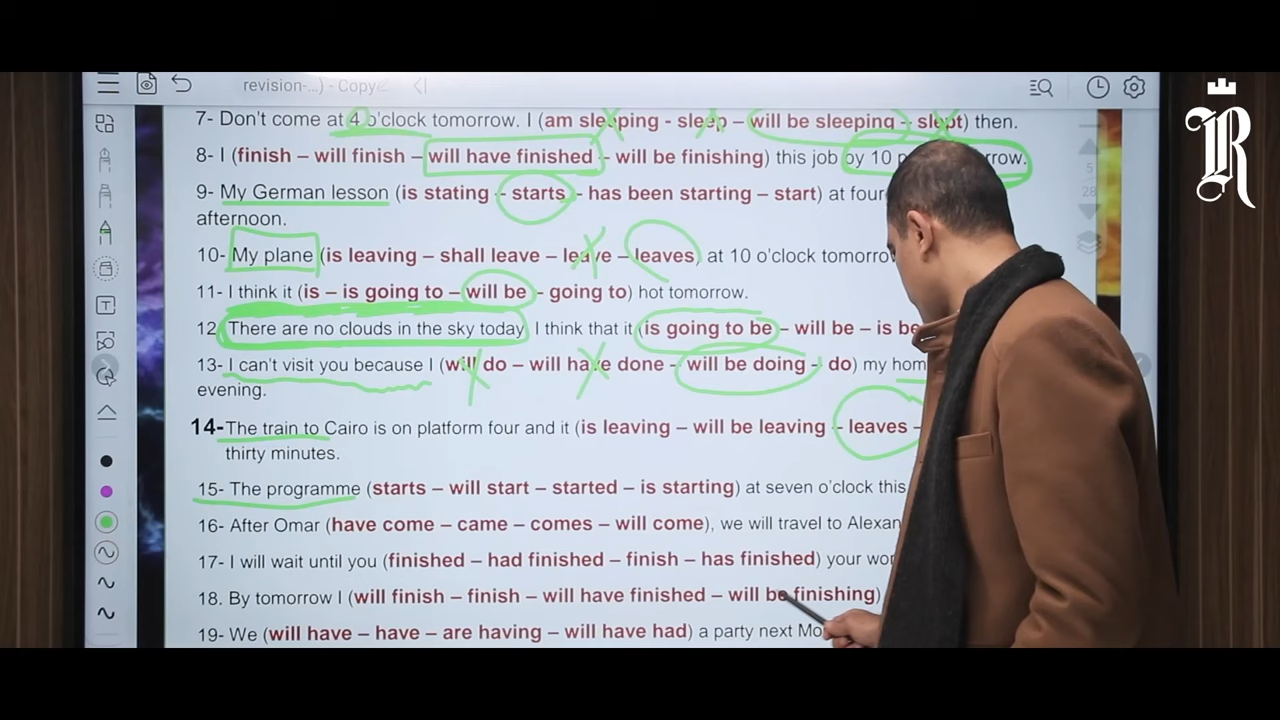 revision-...) - Copy
7- Don't come at 4 o'clock tomorrow. I (am sleeping - sleep – will be sleeping - slept) then.
8- I (finish – will finish – will have finished – will be finishing) this job by 10
9- My German lesson (is stating - starts - has been starting – start) at four
afternoon.
10- My plane (is leaving – shall leave – leave – leaves) at 10 o'clock
11- I think it (is – is going to – will be - going to) hot tomorrow.
12 There are no clouds in the sky today. I think that it (is going to be – will be – is
13- I can't visit you because I (will do – will have done - will be doing - do) my
evening.
14- The train to Cairo is on platform four and it (is leaving – will be leaving - leaves –
thirty minutes.
15- The programme (starts – will start – started – is starting) at seven o'clock this
16- After Omar (have come – came – comes – will come), we will travel to
17- I will wait until you (finished – had finished – finish – has finished) your
18. By tomorrow I (will finish – finish – will have finished – will be finishing)
19- We (will have – have – are having – will have had) a party next
5
28
R